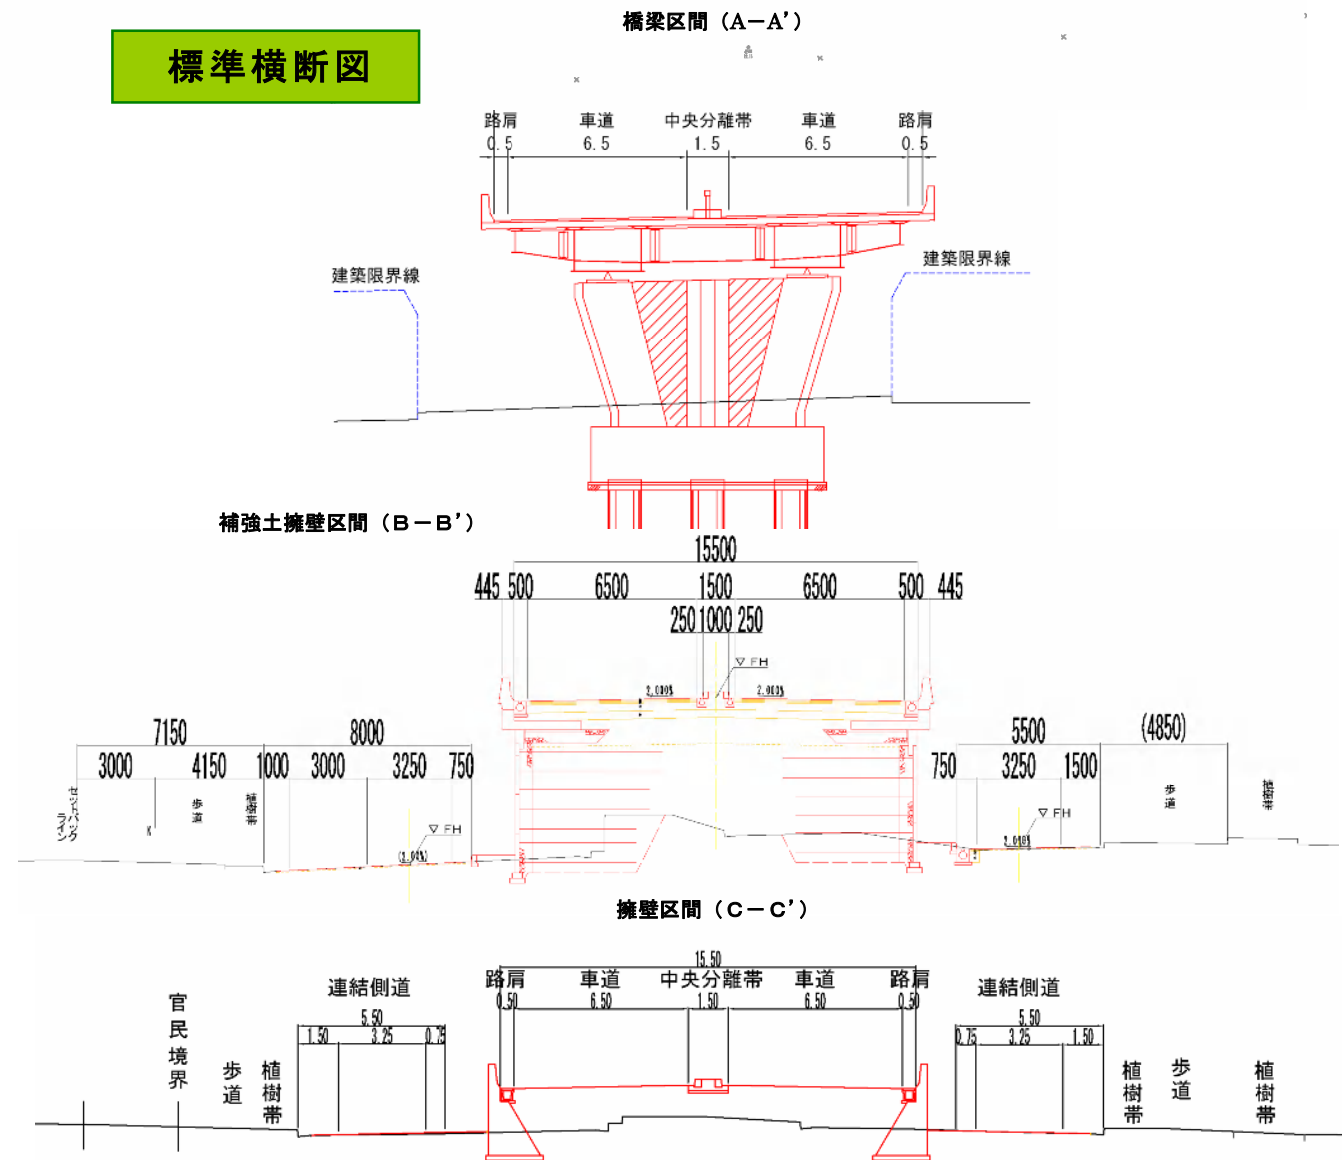 標準横断図
橋梁区間（A－A’）
路肩 車道 中央分離帯 車道 路肩
0.5 6.5 1.5 6.5 0.5
建築限界線
建築限界線
補強土擁壁区間（B－B’）
15500
445 500 6500 1500 6500 500 445
250 1000 250
▽ FH
2.000% 2.000%
7150 8000 5500 (4850)
3000 4150 1000 3000 3250 750 750 3250 1500
セットバックライン
歩道
植樹帯
歩道
植樹帯
▽ FH
▽ FH
擁壁区間（C－C’）
15.50
路肩 車道 中央分離帯 車道 路肩
0.50 6.50 1.50 6.50 0.50
連結側道
5.50
1.50 3.25 0.75
連結側道
5.50
0.75 3.25 1.50
官民境界
歩道
植樹帯
植樹帯
歩道
植樹帯